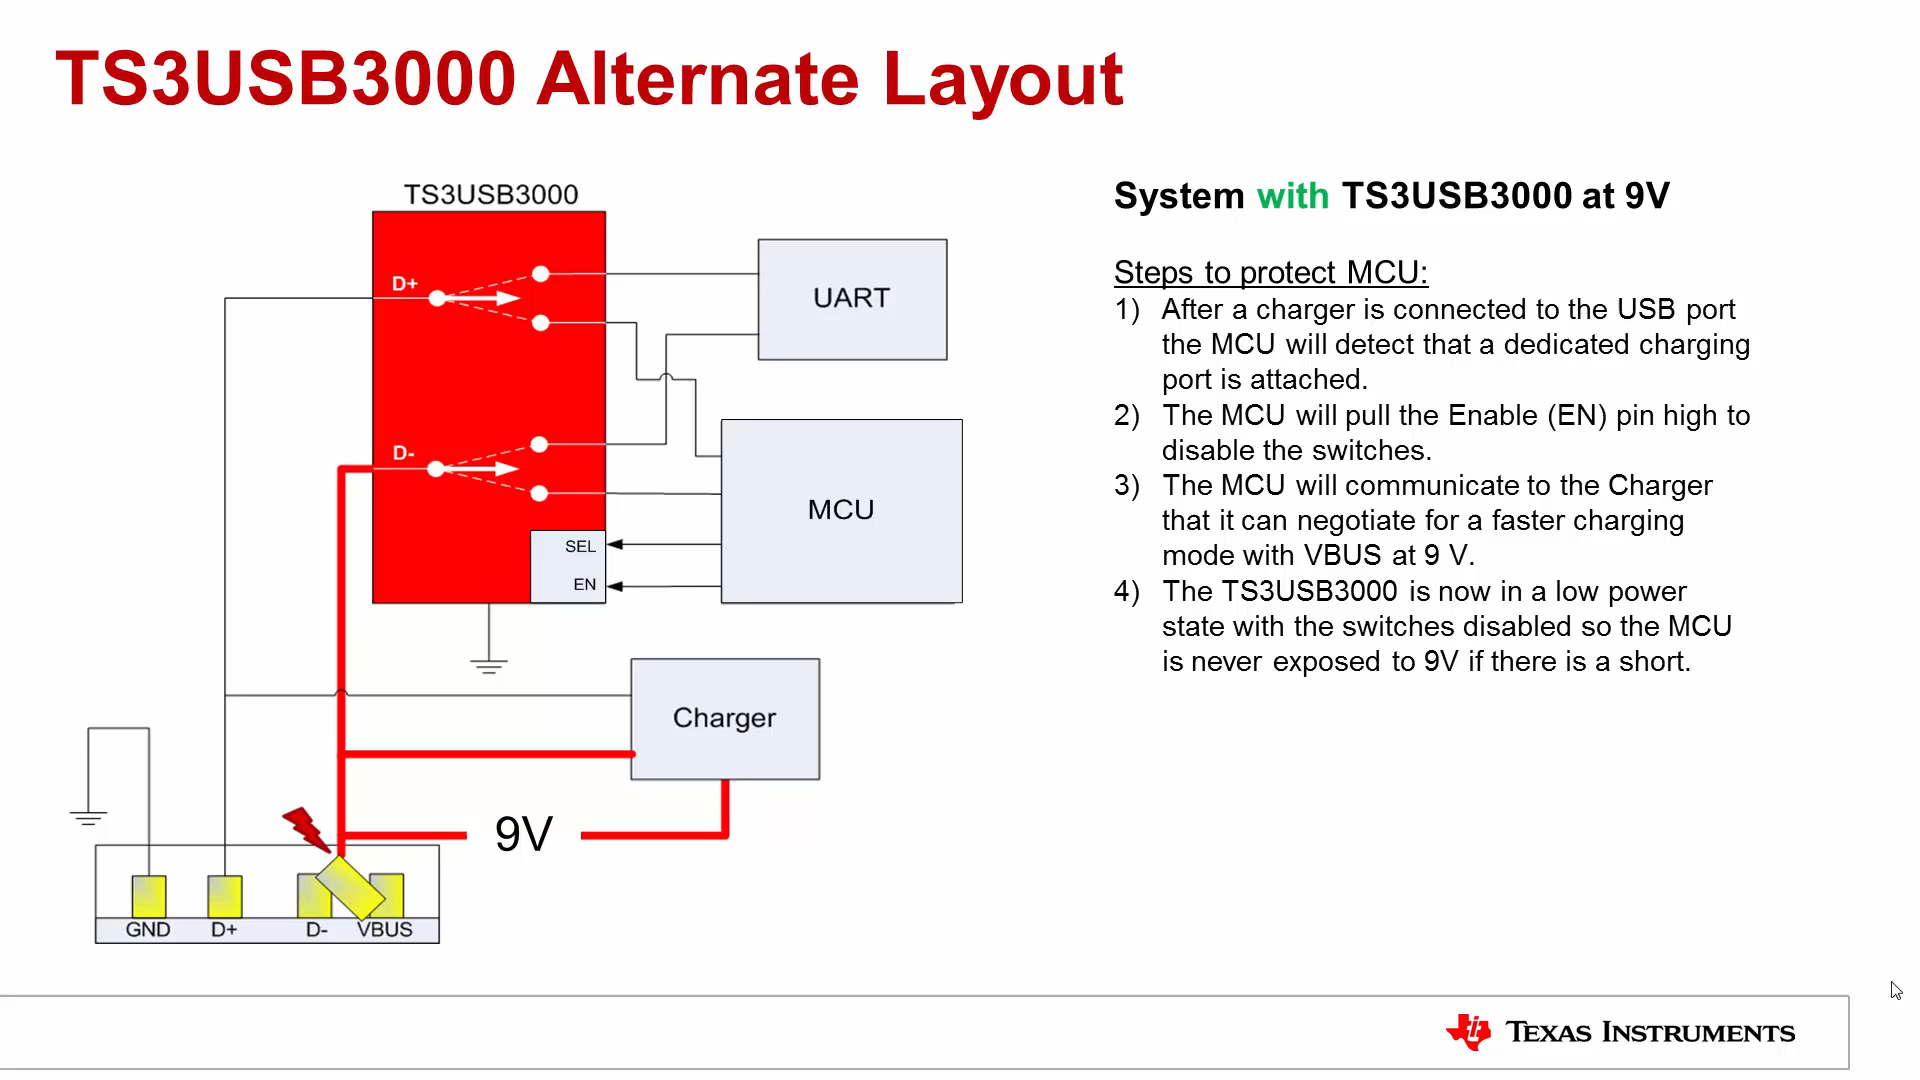 TS3USB3000 Alternate Layout
TS3USB3000
D+
D-
SEL
EN
UART
MCU
Charger
9V
GND
D+
D-
VBUS
System with TS3USB3000 at 9V
Steps to protect MCU:
1) After a charger is connected to the USB port
the MCU will detect that a dedicated charging
port is attached.
2) The MCU will pull the Enable (EN) pin high to
disable the switches.
3) The MCU will communicate to the Charger
that it can negotiate for a faster charging
mode with VBUS at 9 V.
4) The TS3USB3000 is now in a low power
state with the switches disabled so the MCU
is never exposed to 9V if there is a short.
TEXAS INSTRUMENTS